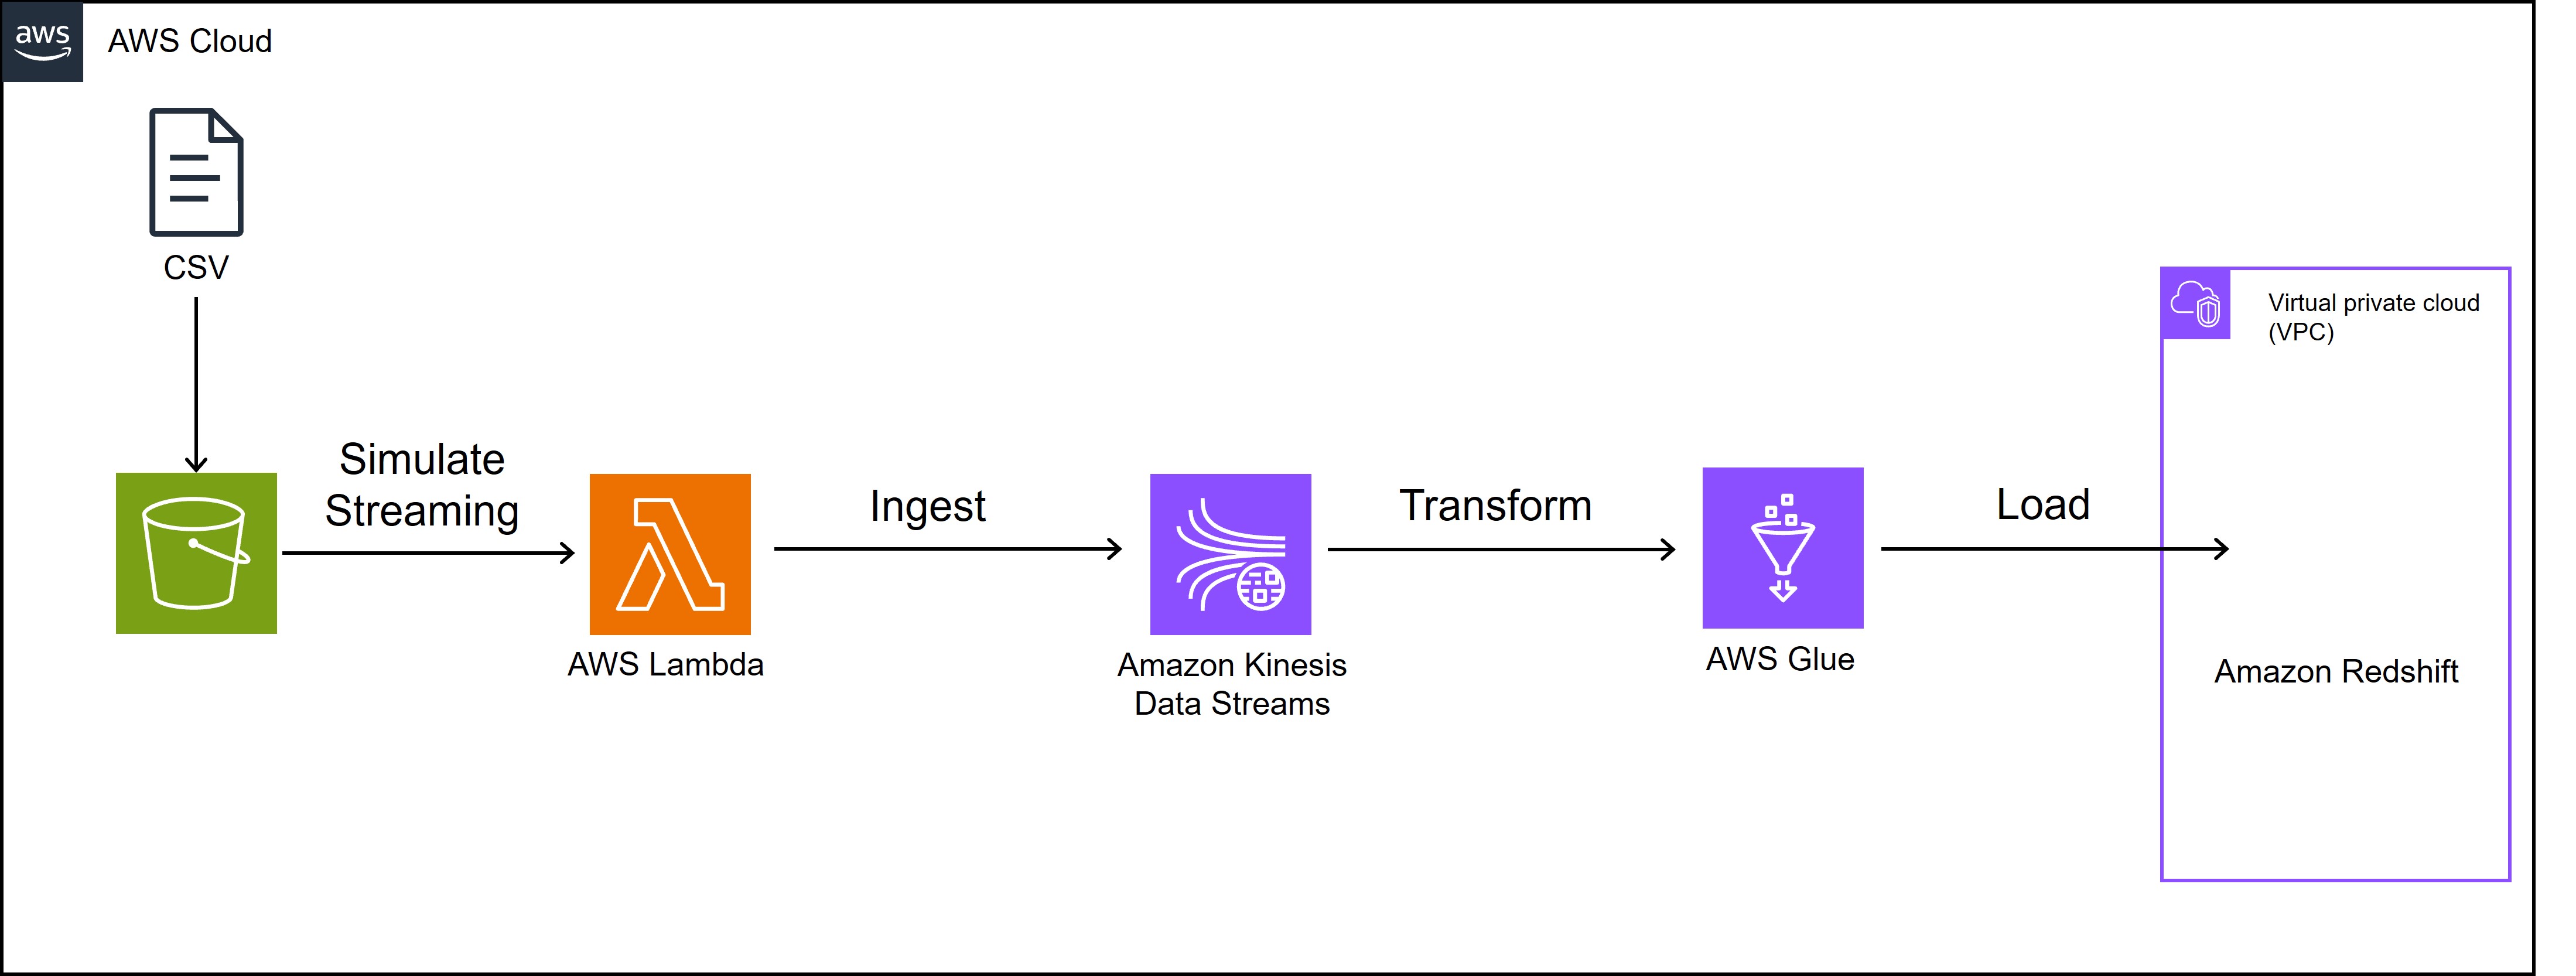 aws
AWS Cloud
CSV
Simulate
Streaming
Ingest
Transform
Load
Virtual private cloud
(VPC)
AWS Lambda
Amazon Kinesis
Data Streams
AWS Glue
Amazon Redshift